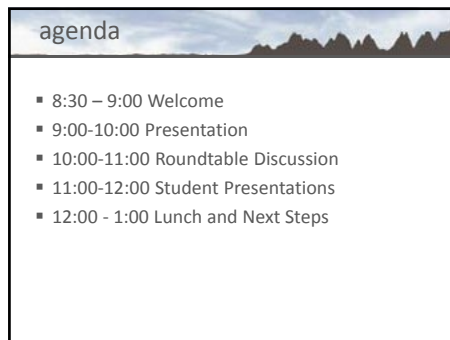 agenda
▪ 8:30 – 9:00 Welcome
▪ 9:00-10:00 Presentation
▪ 10:00-11:00 Roundtable Discussion
▪ 11:00-12:00 Student Presentations
▪ 12:00 - 1:00 Lunch and Next Steps